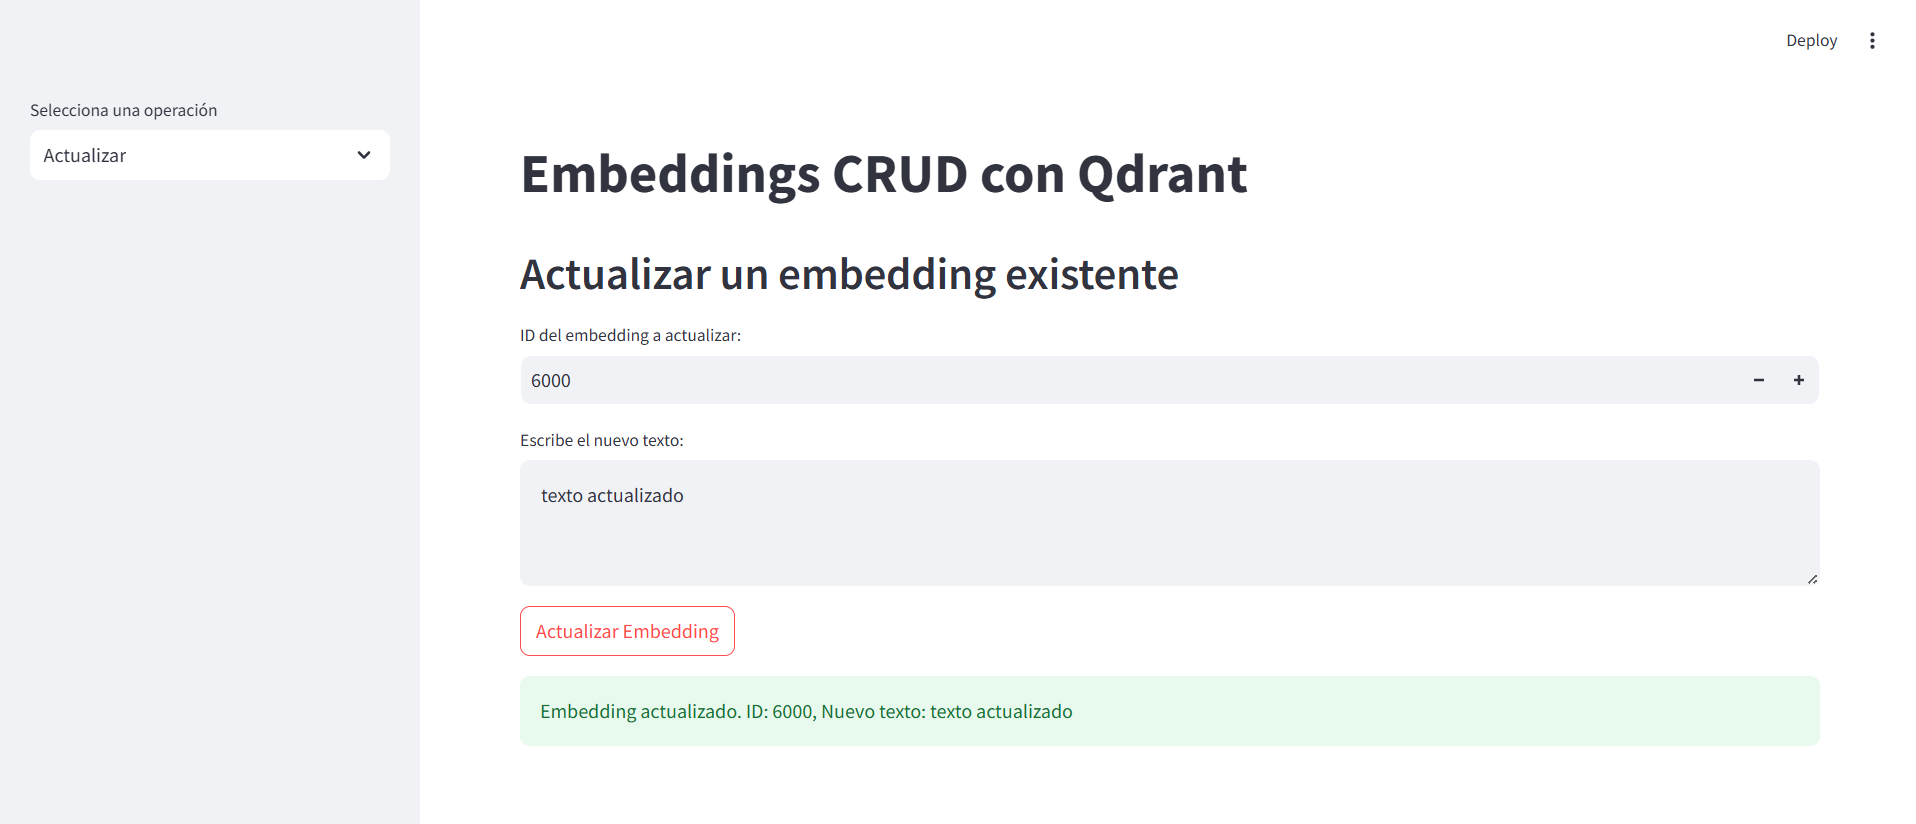 Deploy
Selecciona una operación
Actualizar
Embeddings CRUD con Qdrant
Actualizar un embedding existente
ID del embedding a actualizar:
6000
Escribe el nuevo texto:
texto actualizado
Actualizar Embedding
Embedding actualizado. ID: 6000, Nuevo texto: texto actualizado